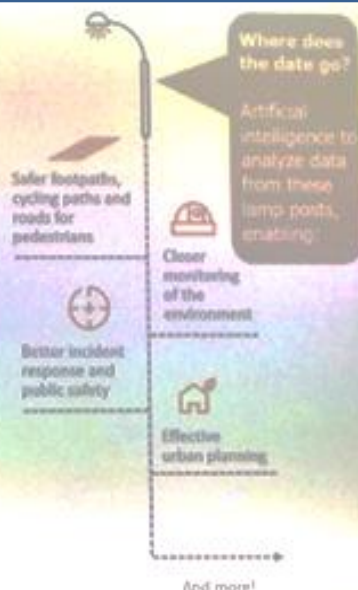 Where does
the date go?
Artificial
intelligence to
analyze data
from these
lamp posts,
enabling:
Safer footpaths,
cycling paths and
roads for
pedestrians
Closer
monitoring
of the
environment
Better incident
response and
public safety
Effective
urban planning
And more!